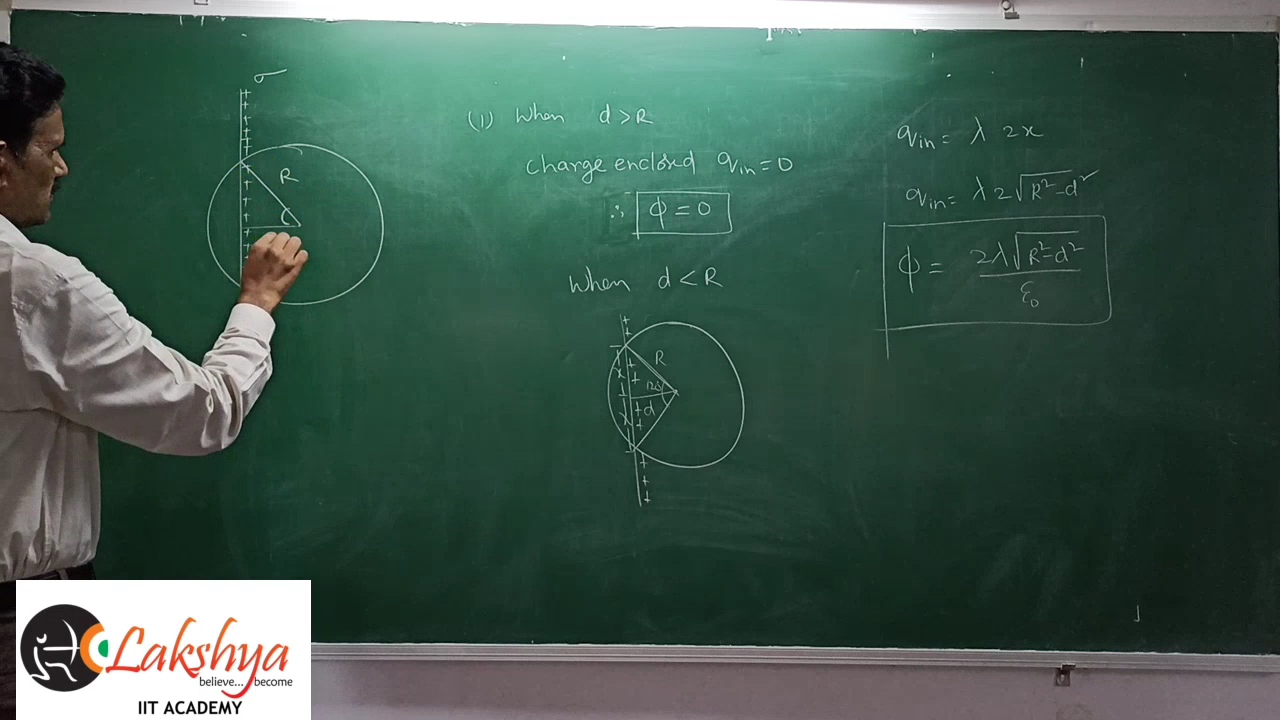 σ
R
(1) When d > R
Charge enclosed q_in = 0
∴ ϕ = 0
When d < R
R
d
q_in = λ 2x
q_in = λ 2√(R² - d²)
ϕ = 2λ√(R² - d²) / ε₀
Lakshya
believe... become
IIT ACADEMY